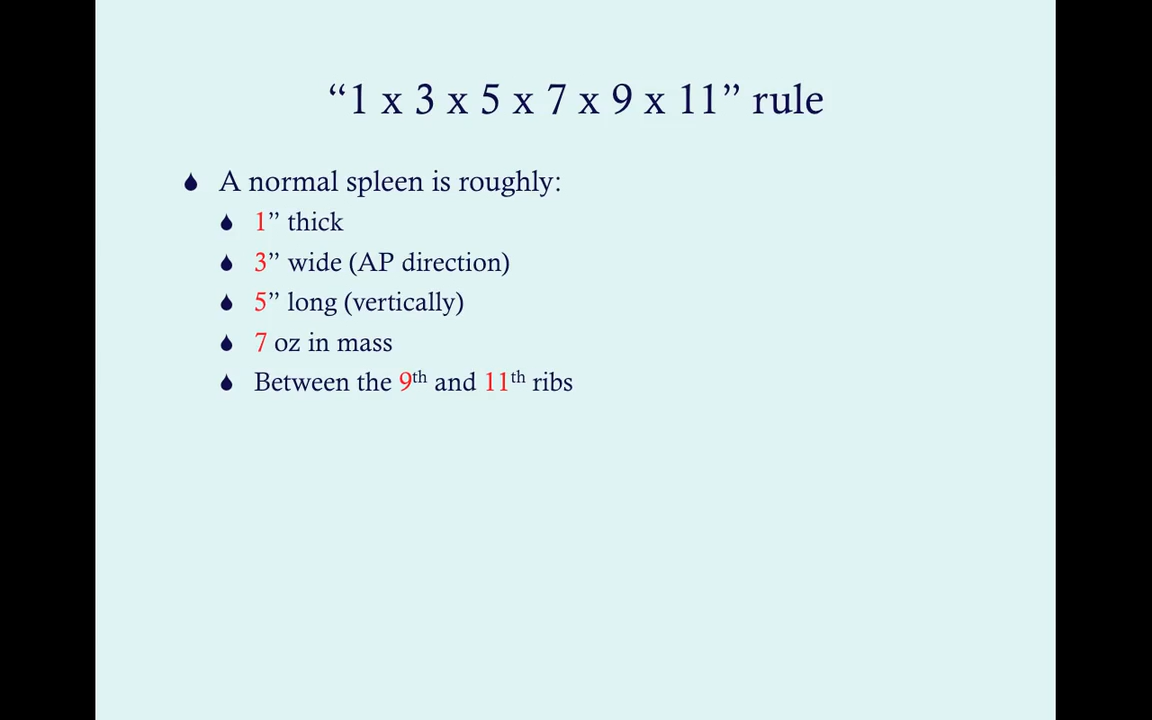 “1 x 3 x 5 x 7 x 9 x 11” rule
A normal spleen is roughly:
1” thick
3” wide (AP direction)
5” long (vertically)
7 oz in mass
Between the 9th and 11th ribs